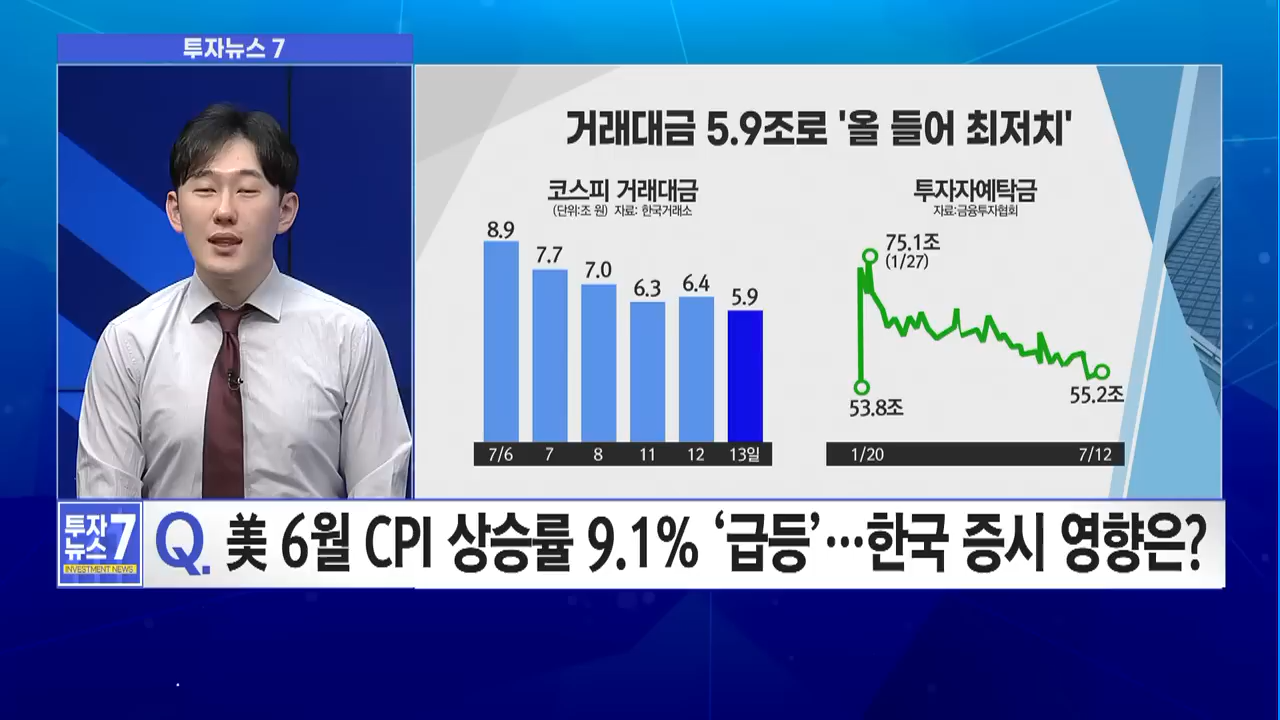 투자뉴스 7
거래대금 5.9조로 '올 들어 최저치'
코스피 거래대금
(단위:조 원) 자료: 한국거래소
8.9
7.7
7.0
6.3
6.4
5.9
7/6 7 8 11 12 13일
투자자예탁금
자료:금융투자협회
75.1조
(1/27)
53.8조
55.2조
1/20 7/12
투자
뉴스 7
INVESTMENT NEWS
Q. 美 6월 CPI 상승률 9.1% ‘급등’…한국 증시 영향은?